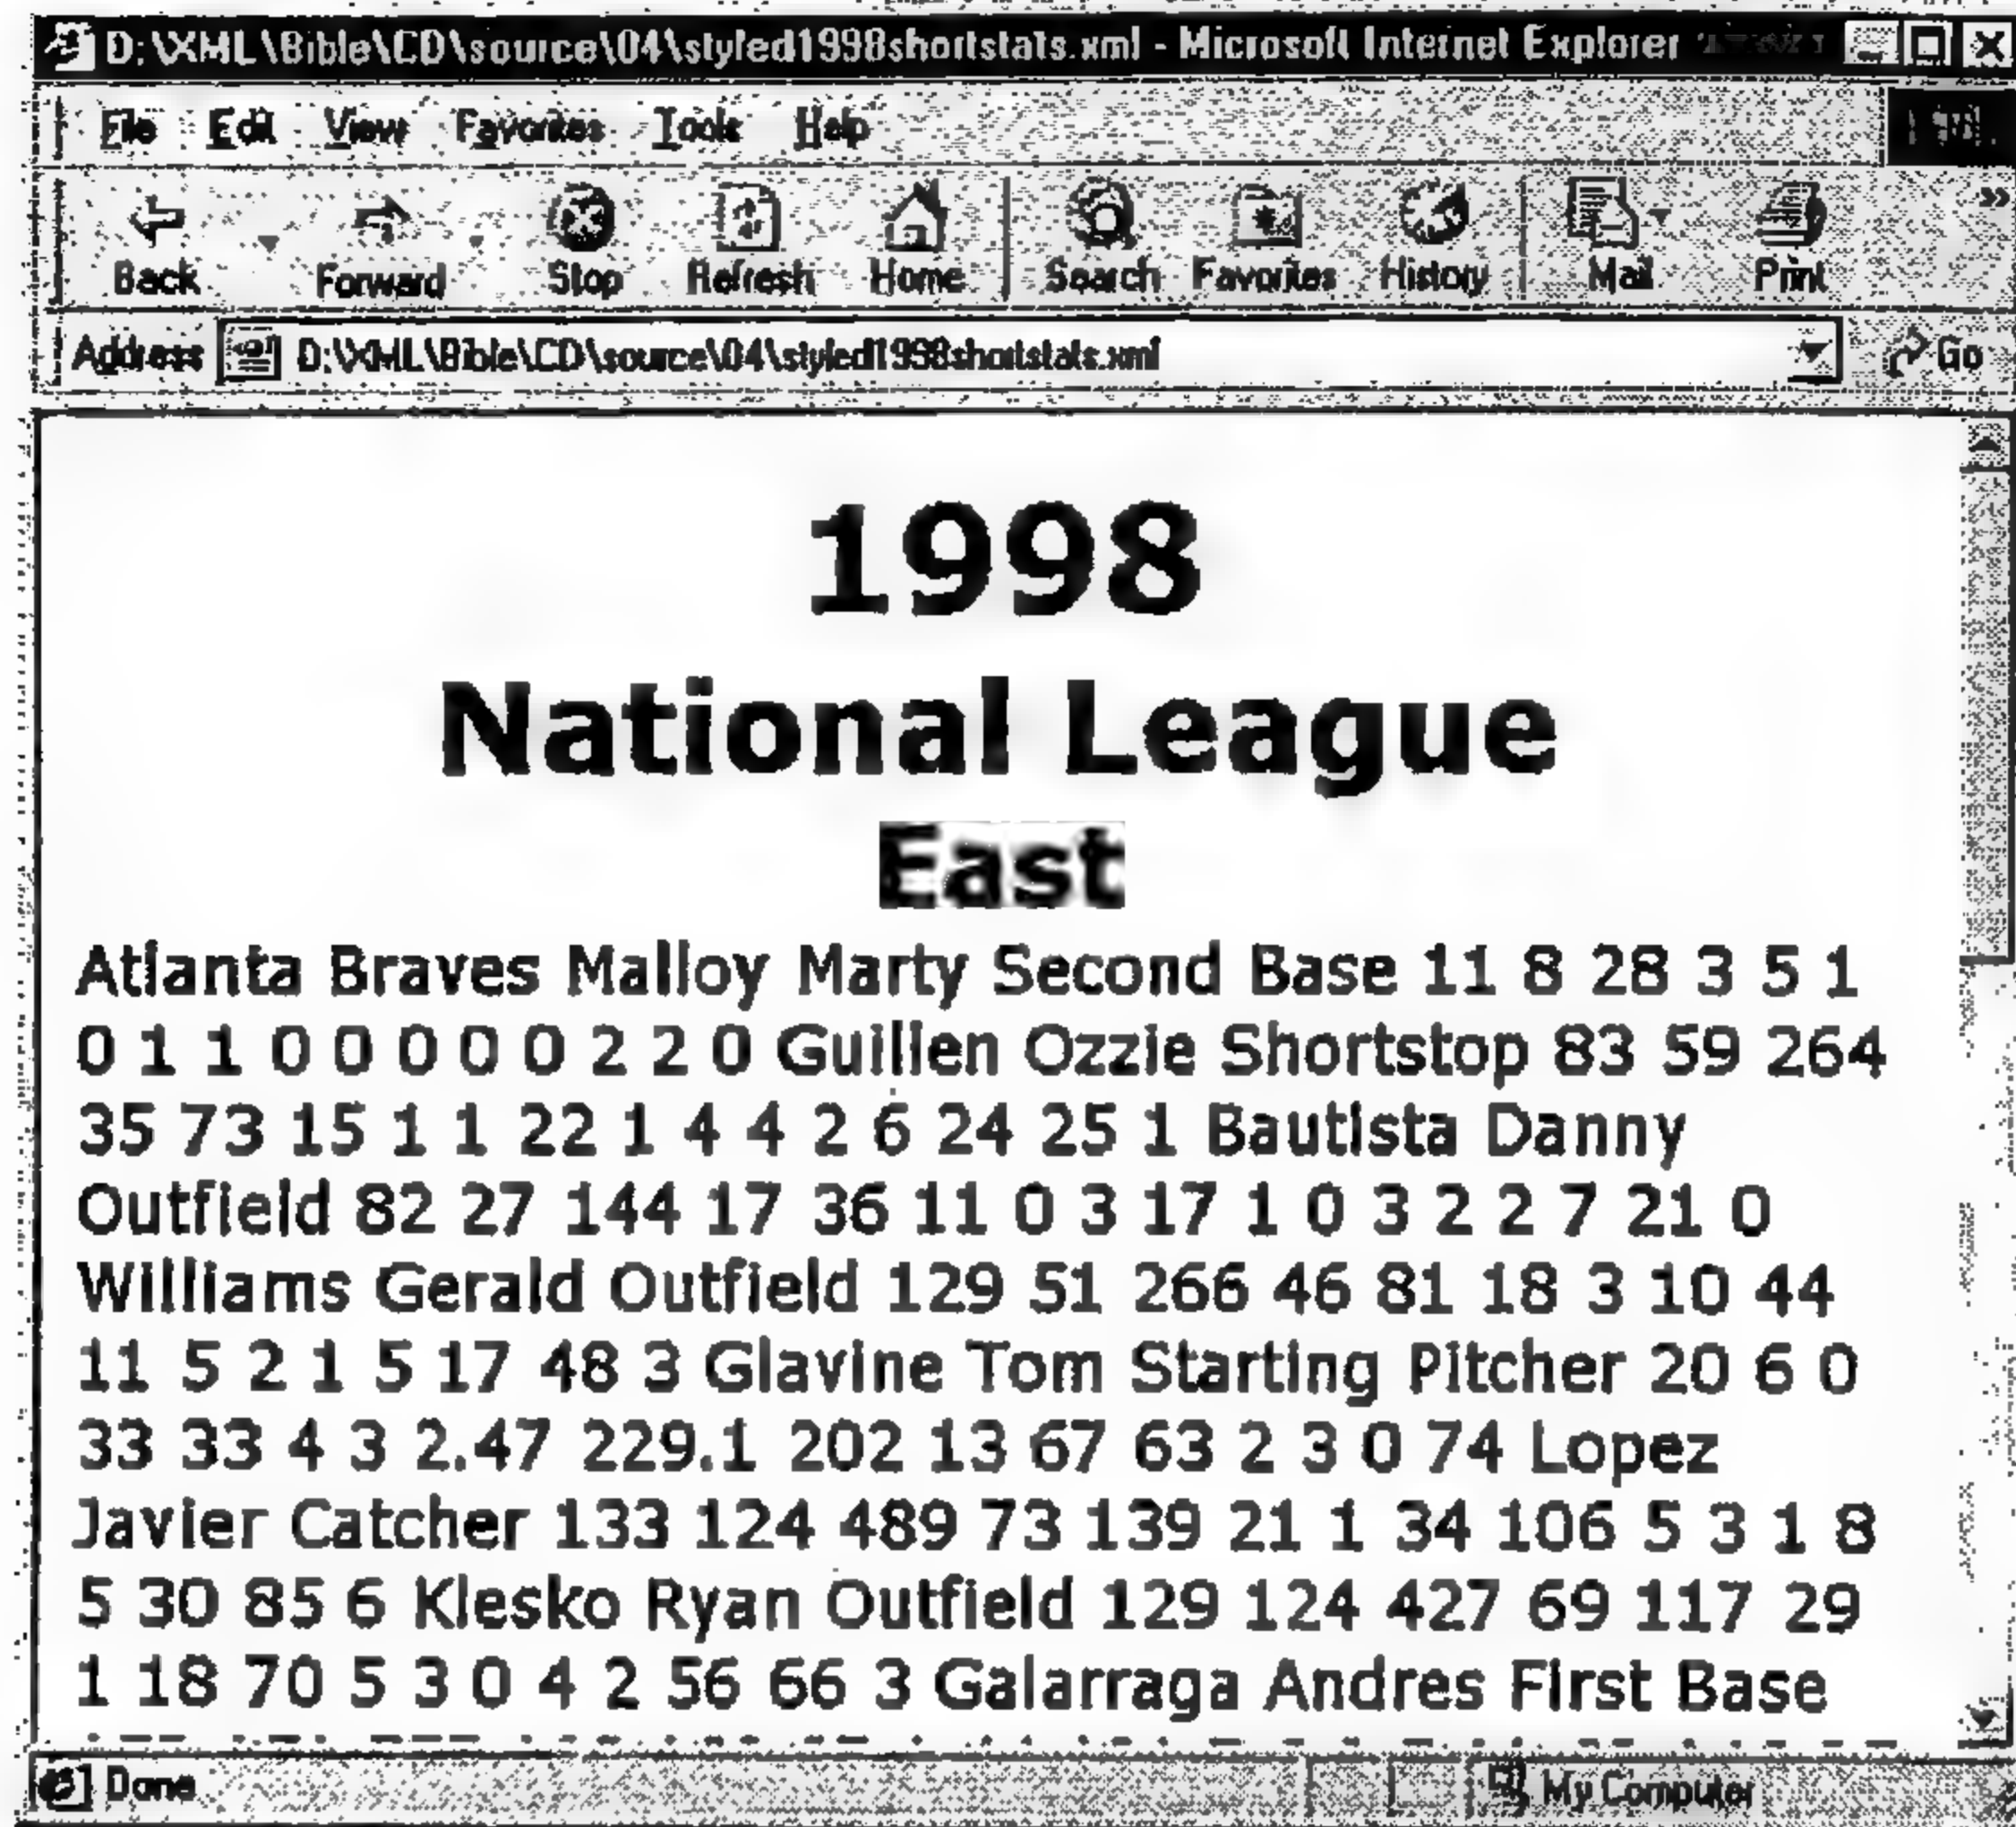 D:\XML\Bible\CD\source\04\styled1998shortstats.xml - Microsoft Internet Explorer
File Edit View Favorites Tools Help
Back Forward Stop Refresh Home Search Favorites History Mail Print »
Address D:\XML\Bible\CD\source\04\styled1998shortstats.xml Go
1998
National League
East
Atlanta Braves Malloy Marty Second Base 11 8 28 3 5 1
0 1 1 0 0 0 0 0 2 2 0 Guillen Ozzie Shortstop 83 59 264
35 73 15 1 1 22 1 4 4 2 6 24 25 1 Bautista Danny
Outfield 82 27 144 17 36 11 0 3 17 1 0 3 2 2 7 21 0
Williams Gerald Outfield 129 51 266 46 81 18 3 10 44
11 5 2 1 5 17 48 3 Glavine Tom Starting Pitcher 20 6 0
33 33 4 3 2.47 229.1 202 13 67 63 2 3 0 74 Lopez
Javier Catcher 133 124 489 73 139 21 1 34 106 5 3 1 8
5 30 85 6 Klesko Ryan Outfield 129 124 427 69 117 29
1 18 70 5 3 0 4 2 56 66 3 Galarraga Andres First Base
Done My Computer